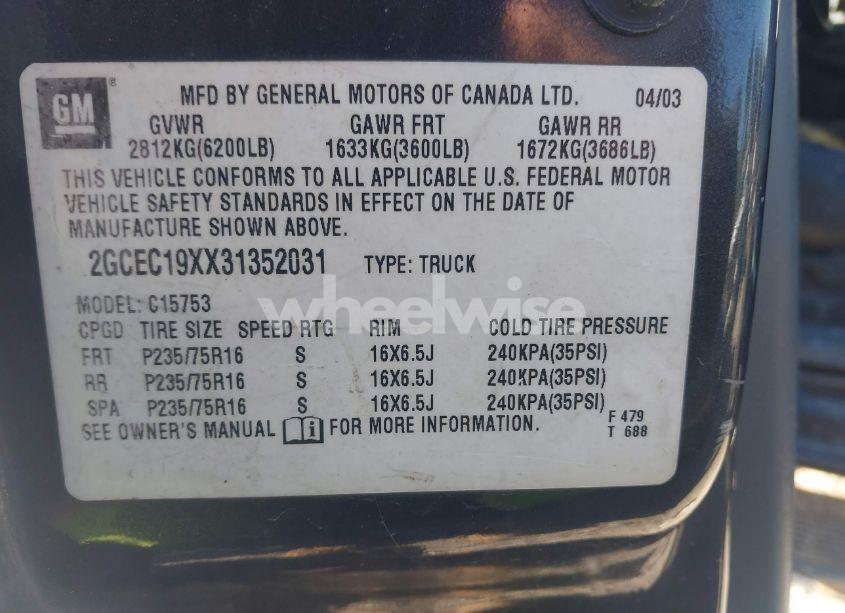 GM ® MFD BY GENERAL MOTORS OF CANADA LTD. 04/03
GVWR GAWR FRT GAWR RR
2812KG(6200LB) 1633KG(3600LB) 1672KG(3686LB)
THIS VEHICLE CONFORMS TO ALL APPLICABLE U.S. FEDERAL MOTOR
VEHICLE SAFETY STANDARDS IN EFFECT ON THE DATE OF
MANUFACTURE SHOWN ABOVE.
2GCEC19XX31352031 TYPE: TRUCK
wheelwise
MODEL: C15753
CPGD TIRE SIZE SPEED RTG RIM COLD TIRE PRESSURE
FRT P235/75R16 S 16X6.5J 240KPA(35PSI)
RR P235/75R16 S 16X6.5J 240KPA(35PSI)
SPA P235/75R16 S 16X6.5J 240KPA(35PSI)
SEE OWNER'S MANUAL i FOR MORE INFORMATION. F 479
T 688